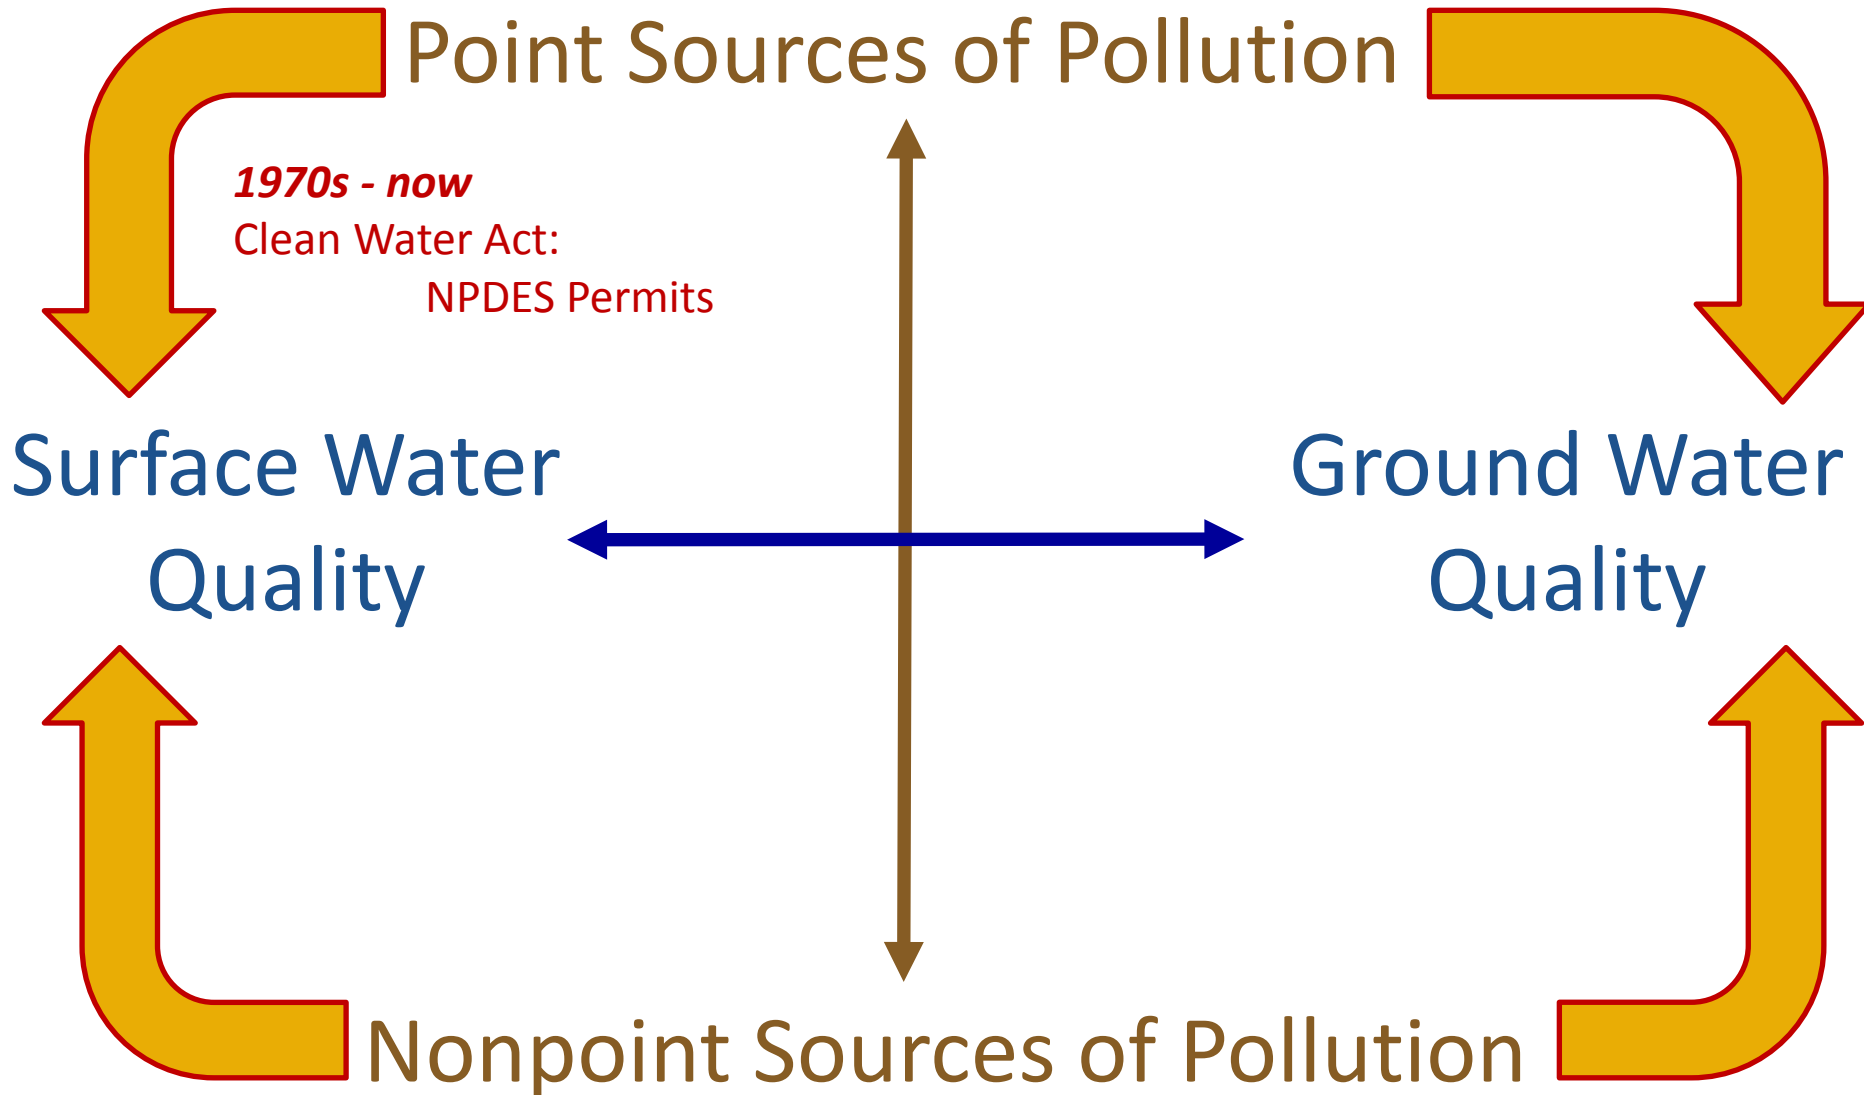 Point Sources of Pollution
1970s - now
Clean Water Act:
NPDES Permits
Surface Water
Quality
Ground Water
Quality
Nonpoint Sources of Pollution